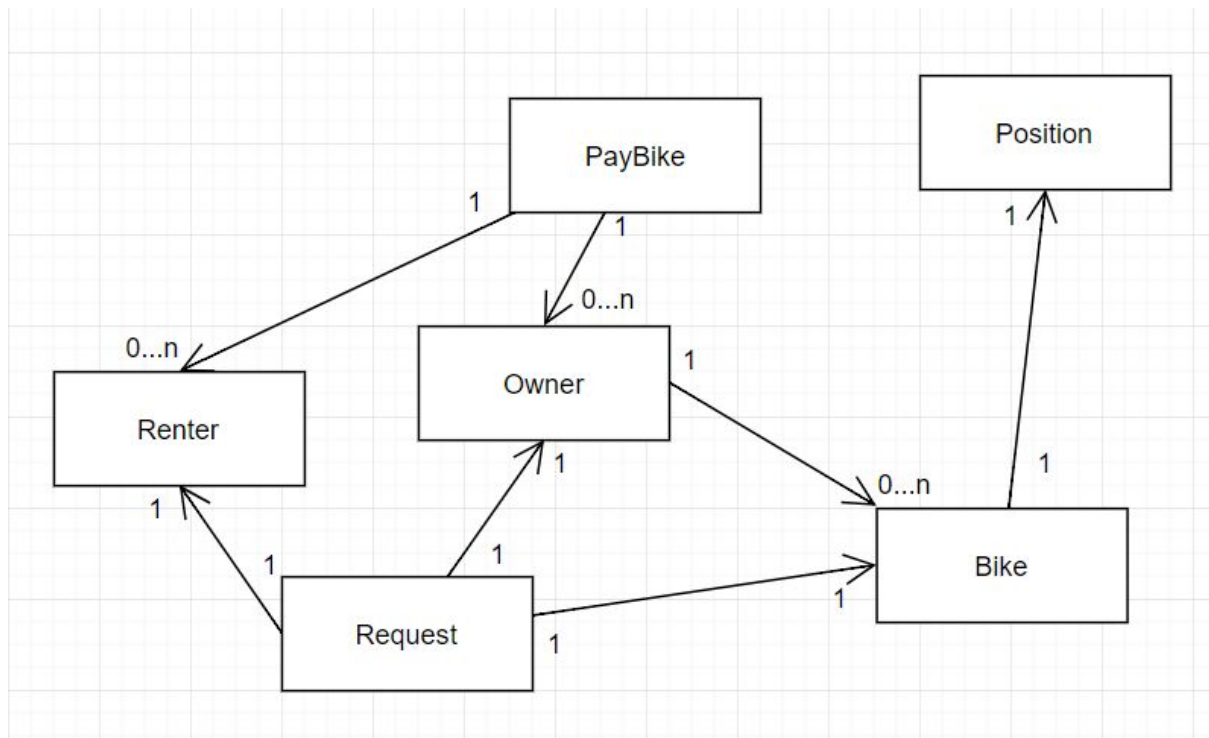 PayBike
Position
1
1
1
0...n
0...n
Owner
1
Renter
1
1
1
0...n
1
1
1
Bike
1
Request
1